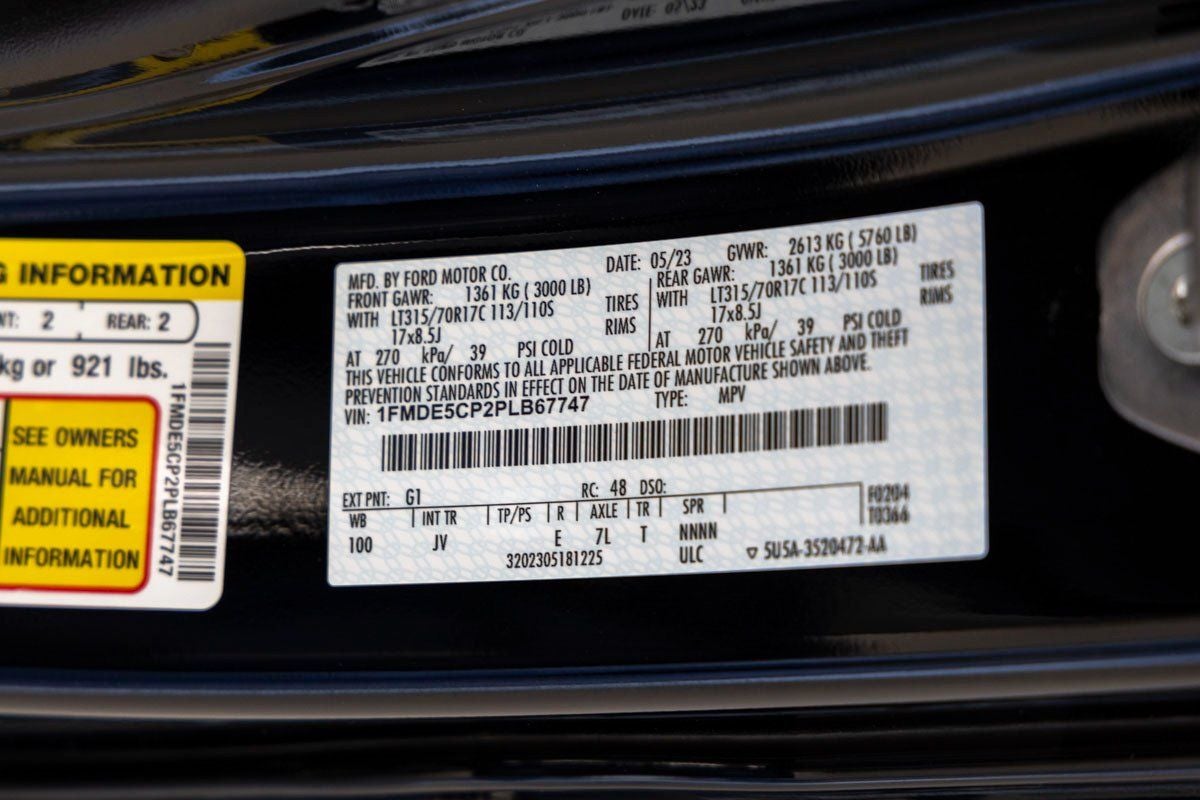 DATE: 05/23
FORD MOTOR CO
G INFORMATION
NT: 2 REAR: 2
kg or 921 lbs.
SEE OWNERS
MANUAL FOR
ADDITIONAL
INFORMATION
1FMDE5CP2PLB67747
MFD. BY FORD MOTOR CO. DATE: 05/23 GVWR: 2613 KG ( 5760 LB)
FRONT GAWR: 1361 KG ( 3000 LB) REAR GAWR: 1361 KG ( 3000 LB)
WITH LT315/70R17C 113/110S TIRES WITH LT315/70R17C 113/110S TIRES
17x8.5J RIMS 17x8.5J RIMS
AT 270 kPa/ 39 PSI COLD AT 270 kPa/ 39 PSI COLD
THIS VEHICLE CONFORMS TO ALL APPLICABLE FEDERAL MOTOR VEHICLE SAFETY AND THEFT
PREVENTION STANDARDS IN EFFECT ON THE DATE OF MANUFACTURE SHOWN ABOVE.
VIN: 1FMDE5CP2PLB67747 TYPE: MPV
EXT PNT: G1 RC: 48 DSO:
WB INT TR TP/PS R AXLE TR SPR F0204
100 JV E 7L T NNNN T0366
3202305181225 ULC ▽ 5U5A-3520472-AA